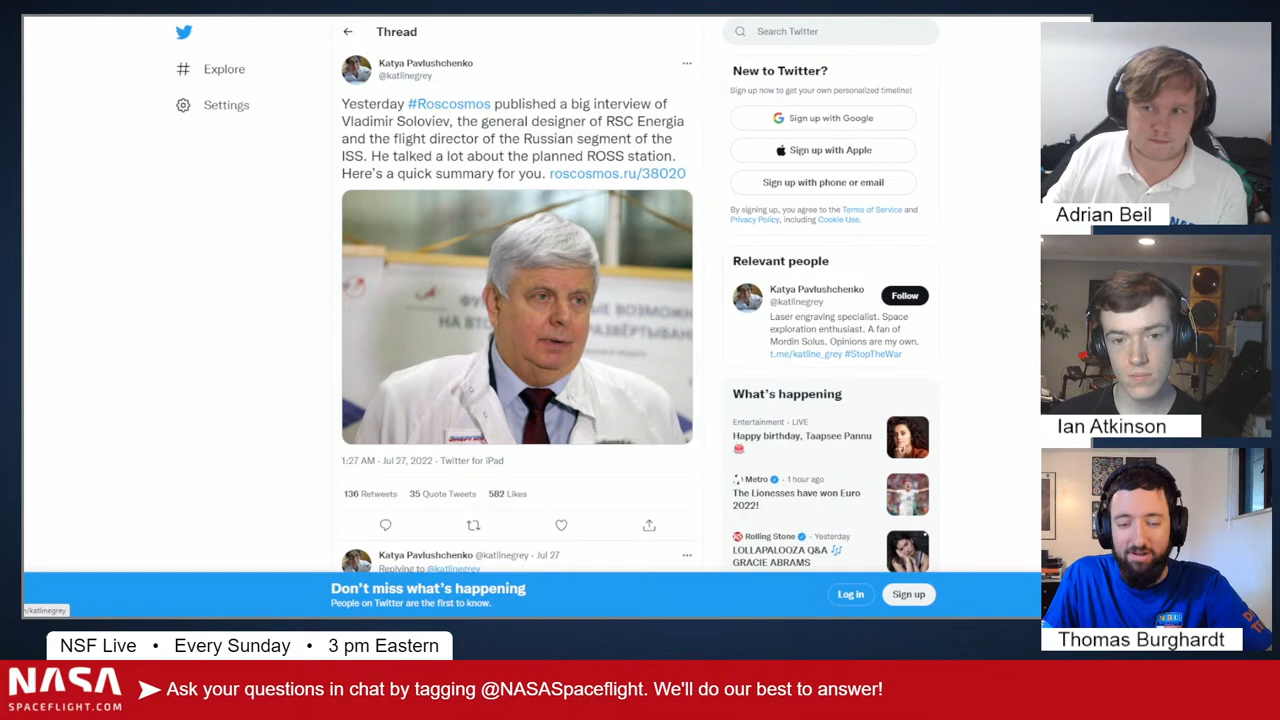 Thread
Katya Pavlushchenko
@katlinegrey
Yesterday #Roscosmos published a big interview of
Vladimir Soloviev, the general designer of RSC Energia
and the flight director of the Russian segment of the
ISS. He talked a lot about the planned ROSS station.
Here's a quick summary for you. roscosmos.ru/38020
1:27 AM · Jul 27, 2022 · Twitter for iPad
136 Retweets 35 Quote Tweets 582 Likes
Katya Pavlushchenko @katlinegrey · Jul 27
Replying to @katlinegrey
Explore
Settings
Search Twitter
New to Twitter?
Sign up now to get your own personalized timeline!
Sign up with Google
Sign up with Apple
Sign up with phone or email
By signing up, you agree to the Terms of Service and
Privacy Policy, including Cookie Use.
Relevant people
Katya Pavlushchenko
@katlinegrey
Follow
Laser engraving specialist. Space
exploration enthusiast. A fan of
Mordin Solus. Opinions are my own.
t.me/katline_grey #StopTheWar
What's happening
Entertainment · LIVE
Happy birthday, Taapsee Pannu
Metro · 1 hour ago
The Lionesses have won Euro
2022!
Rolling Stone · Yesterday
LOLLAPALOOZA Q&A 🎶
GRACIE ABRAMS
Don't miss what's happening
People on Twitter are the first to know.
Log in
Sign up
/katlinegrey
Adrian Beil
Ian Atkinson
Thomas Burghardt
NSF Live • Every Sunday • 3 pm Eastern
NASA
SPACEFLIGHT.COM
Ask your questions in chat by tagging @NASASpaceflight. We'll do our best to answer!